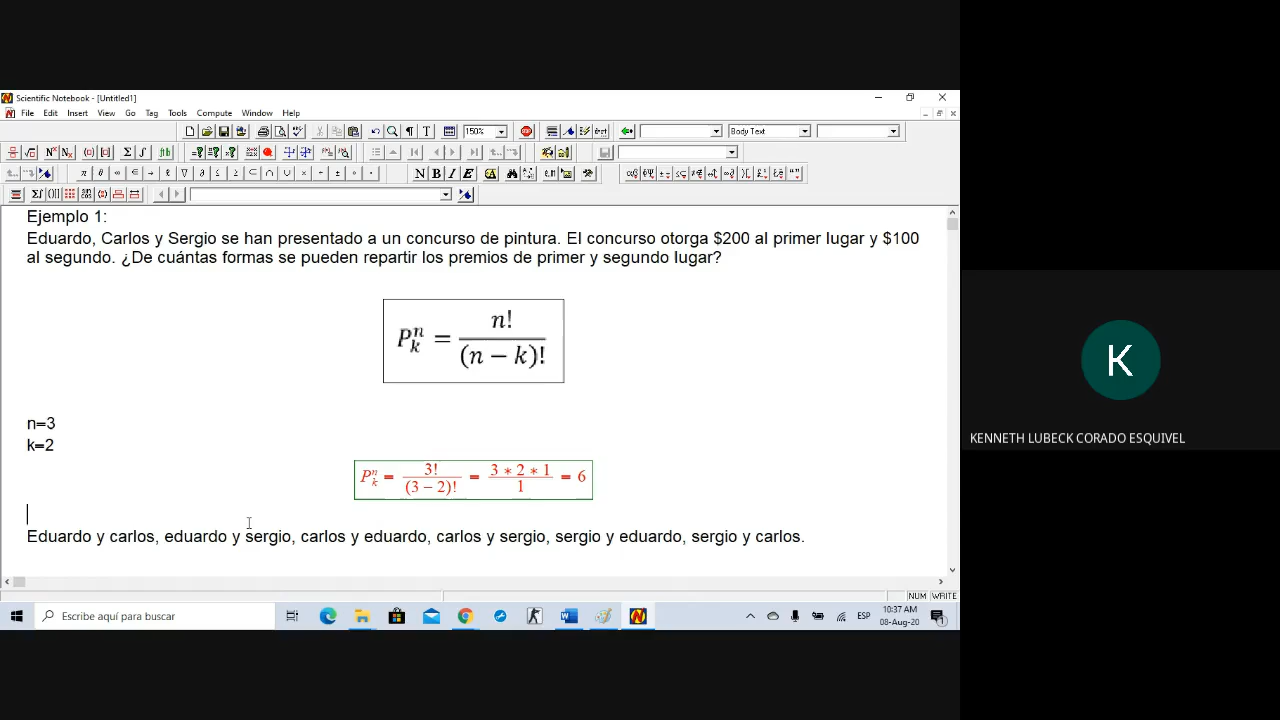 Scientific Notebook - [Untitled1]
File Edit Insert View Go Tag Tools Compute Window Help
150% Body Text
Ejemplo 1:
Eduardo, Carlos y Sergio se han presentado a un concurso de pintura. El concurso otorga $200 al primer lugar y $100
al segundo. ¿De cuántas formas se pueden repartir los premios de primer y segundo lugar?
P^n_k = n! / (n − k)!
n=3
k=2
P^n_k = 3! / (3 − 2)! = 3 * 2 * 1 / 1 = 6
Eduardo y carlos, eduardo y sergio, carlos y eduardo, carlos y sergio, sergio y eduardo, sergio y carlos.
NUM WRITE
Escribe aquí para buscar
ESP
10:37 AM
08-Aug-20
1
K
KENNETH LUBECK CORADO ESQUIVEL